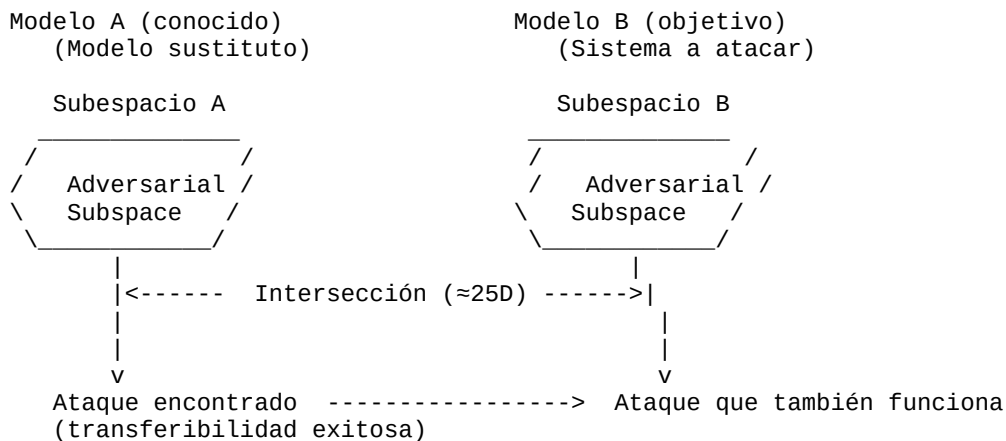 Modelo A (conocido) Modelo B (objetivo)
(Modelo sustituto) (Sistema a atacar)
Subespacio A Subespacio B
Adversarial Adversarial
Subspace Subspace
Intersección (≈25D)
Ataque encontrado -----------------> Ataque que también funciona
(transferibilidad exitosa)